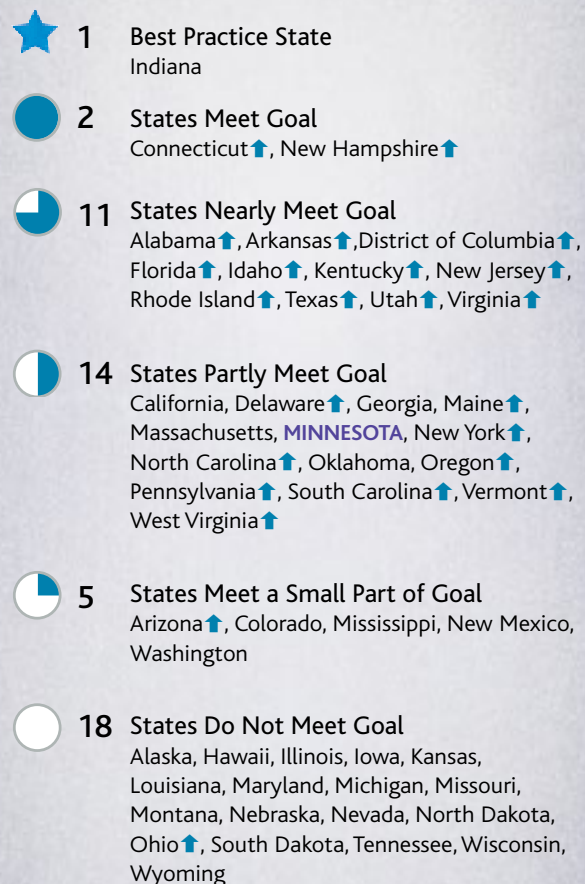 1 Best Practice State
Indiana
2 States Meet Goal
Connecticut⬆, New Hampshire⬆
11 States Nearly Meet Goal
Alabama⬆, Arkansas⬆,District of Columbia⬆,
Florida⬆, Idaho⬆, Kentucky⬆, New Jersey⬆,
Rhode Island⬆, Texas⬆, Utah⬆, Virginia⬆
14 States Partly Meet Goal
California, Delaware⬆, Georgia, Maine⬆,
Massachusetts, MINNESOTA, New York⬆,
North Carolina⬆, Oklahoma, Oregon⬆,
Pennsylvania⬆, South Carolina⬆, Vermont⬆,
West Virginia⬆
5 States Meet a Small Part of Goal
Arizona⬆, Colorado, Mississippi, New Mexico,
Washington
18 States Do Not Meet Goal
Alaska, Hawaii, Illinois, Iowa, Kansas,
Louisiana, Maryland, Michigan, Missouri,
Montana, Nebraska, Nevada, North Dakota,
Ohio⬆, South Dakota, Tennessee, Wisconsin,
Wyoming